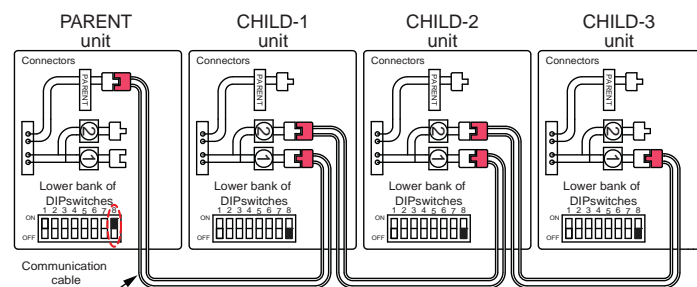 PARENT
unit
Connectors
PARENT
2
1
Lower bank of
DIPswitches
1 2 3 4 5 6 7 8
ON
OFF
Communication
cable
CHILD-1
unit
Connectors
PARENT
2
1
Lower bank of
DIPswitches
1 2 3 4 5 6 7 8
ON
OFF
CHILD-2
unit
Connectors
PARENT
2
1
Lower bank of
DIPswitches
1 2 3 4 5 6 7 8
ON
OFF
CHILD-3
unit
Connectors
PARENT
2
1
Lower bank of
DIPswitches
1 2 3 4 5 6 7 8
ON
OFF